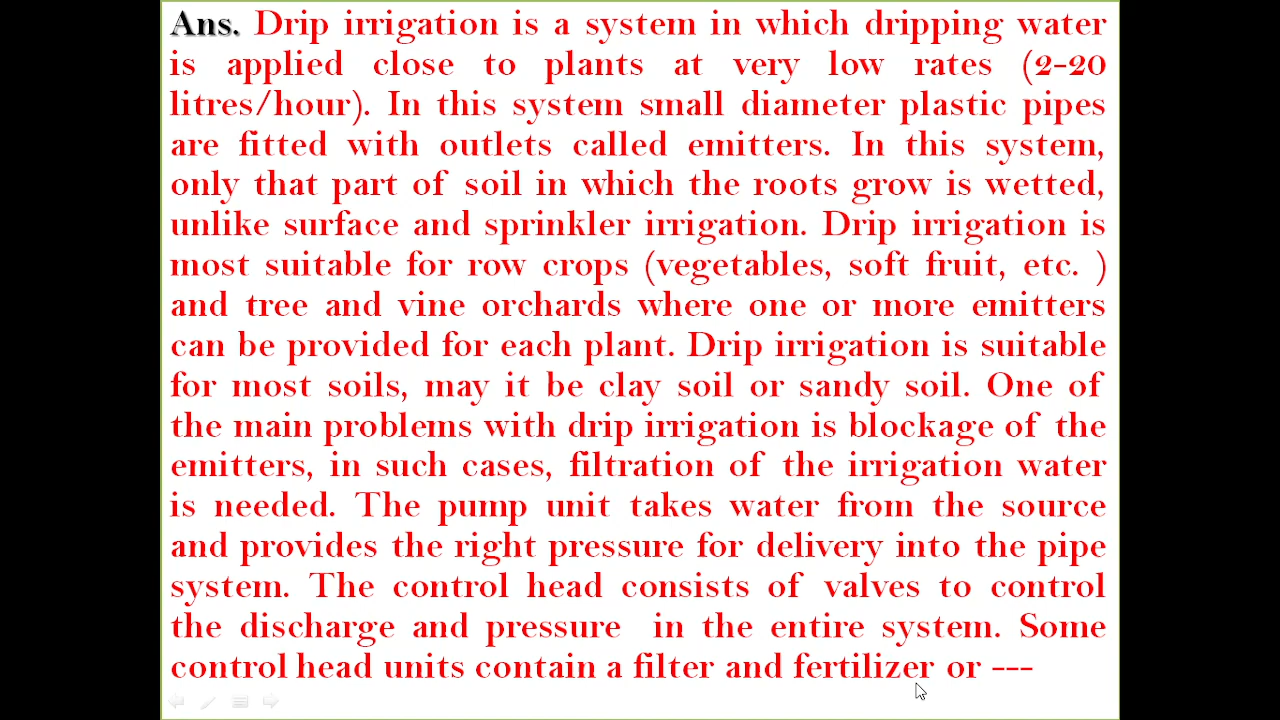 Ans. Drip irrigation is a system in which dripping water
is applied close to plants at very low rates (2-20
litres/hour). In this system small diameter plastic pipes
are fitted with outlets called emitters. In this system,
only that part of soil in which the roots grow is wetted,
unlike surface and sprinkler irrigation. Drip irrigation is
most suitable for row crops (vegetables, soft fruit, etc. )
and tree and vine orchards where one or more emitters
can be provided for each plant. Drip irrigation is suitable
for most soils, may it be clay soil or sandy soil. One of
the main problems with drip irrigation is blockage of the
emitters, in such cases, filtration of the irrigation water
is needed. The pump unit takes water from the source
and provides the right pressure for delivery into the pipe
system. The control head consists of valves to control
the discharge and pressure in the entire system. Some
control head units contain a filter and fertilizer or ---